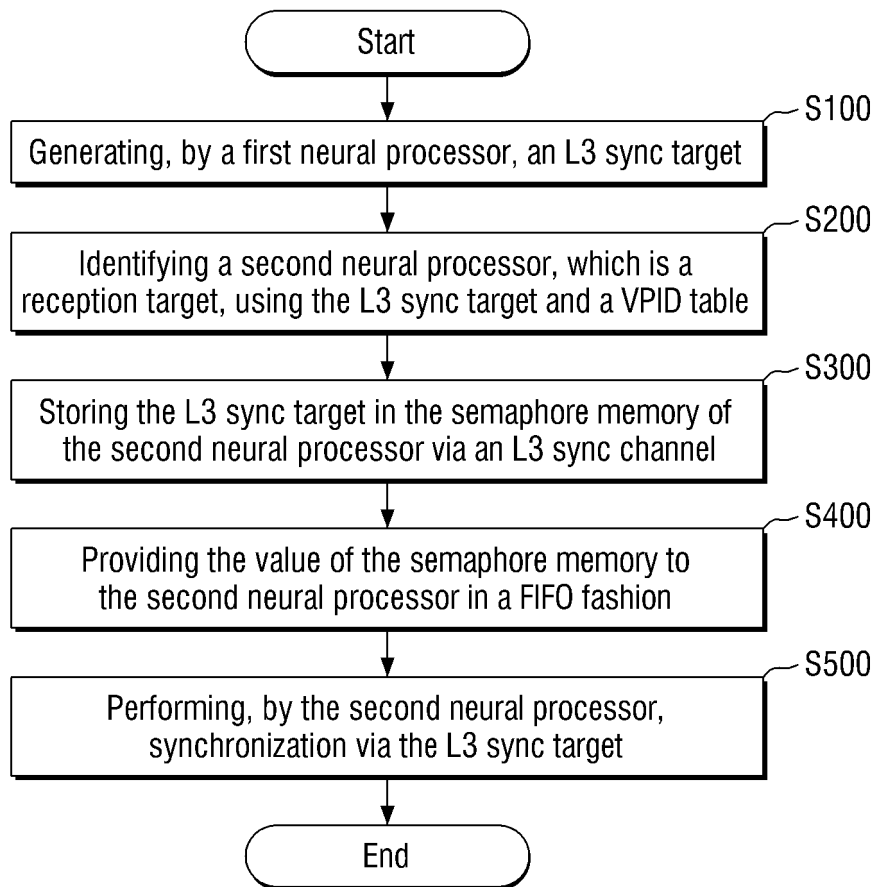 Start
S100
Generating, by a first neural processor, an L3 sync target
S200
Identifying a second neural processor, which is a
reception target, using the L3 sync target and a VPID table
S300
Storing the L3 sync target in the semaphore memory of
the second neural processor via an L3 sync channel
S400
Providing the value of the semaphore memory to
the second neural processor in a FIFO fashion
S500
Performing, by the second neural processor,
synchronization via the L3 sync target
End